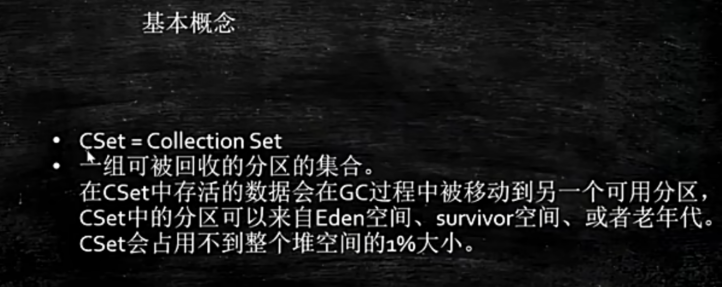 基本概念
• CSet = Collection Set
• 一组可被回收的分区的集合。
在CSet中存活的数据会在GC过程中被移动到另一个可用分区，
CSet中的分区可以来自Eden空间、survivor空间、或者老年代。
CSet会占用不到整个堆空间的1%大小。